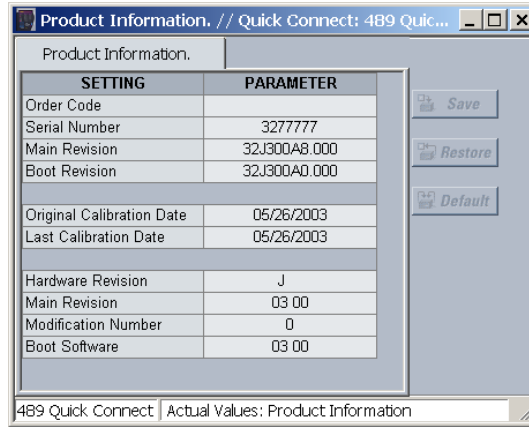 Product Information. // Quick Connect: 489 Quic...
Product Information.
SETTING PARAMETER
Order Code
Serial Number 3277777
Main Revision 32J300A8.000
Boot Revision 32J300A0.000
Original Calibration Date 05/26/2003
Last Calibration Date 05/26/2003
Hardware Revision J
Main Revision 03 00
Modification Number 0
Boot Software 03 00
Save
Restore
Default
489 Quick Connect Actual Values: Product Information